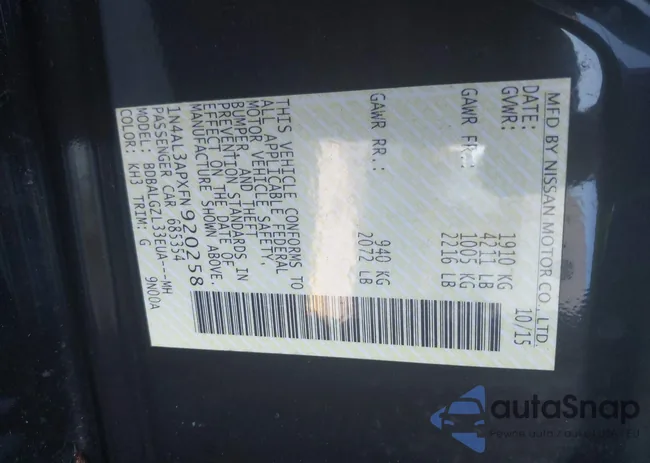 MFD BY NISSAN MOTOR CO., LTD.
DATE: 10/15
GVWR: 1910 KG
4211 LB
GAWR FR.: 1005 KG
2216 LB
GAWR RR.: 940 KG
2072 LB
THIS VEHICLE CONFORMS TO
ALL APPLICABLE FEDERAL
MOTOR VEHICLE SAFETY,
BUMPER, AND THEFT
PREVENTION STANDARDS IN
EFFECT ON THE DATE OF
MANUFACTURE SHOWN ABOVE.
1N4AL3APXFN920258
PASSENGER CAR 685354
MODEL: BDBALGZL33EUA---MH
COLOR: KH3 TRIM: G 9N00A
autaSnap